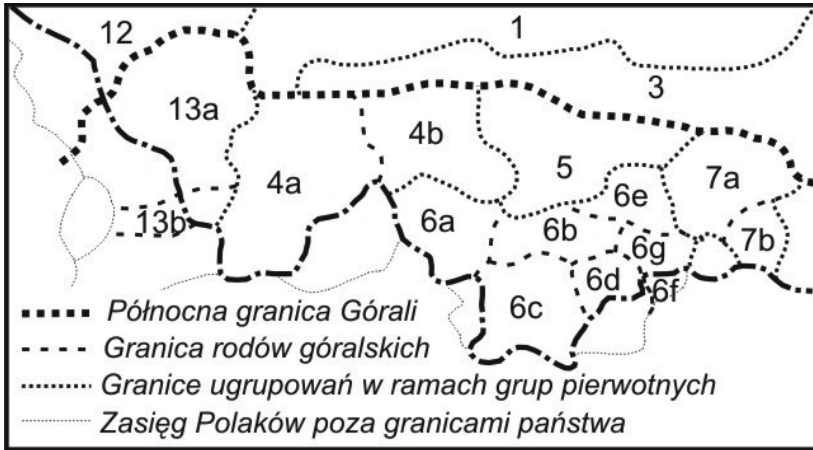 12
1
3
13a
4b
7a
4a
5
6e
13b
6a
6b
6g
7b
6d
6f
6c
Północna granica Górali
Granica rodów góralskich
Granice ugrupowań w ramach grup pierwotnych
Zasięg Polaków poza granicami państwa